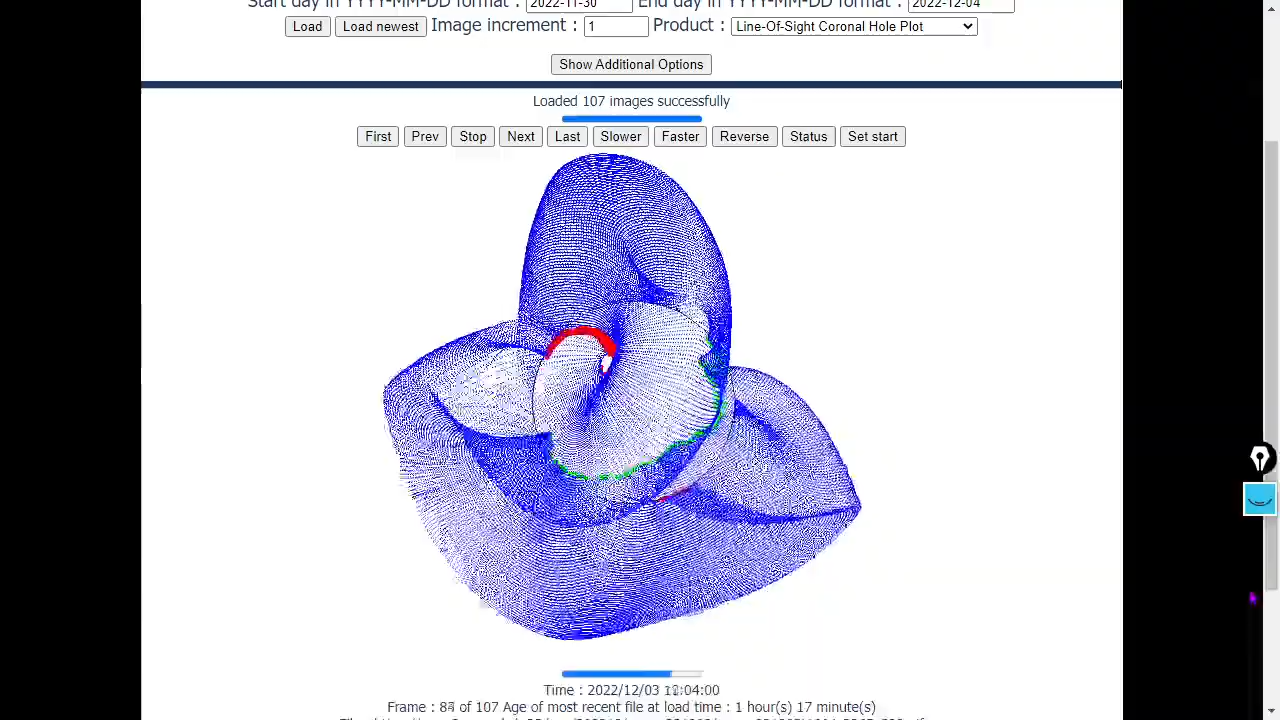 Start day in YYYY-MM-DD format : 2022-11-30 End day in YYYY-MM-DD format : 2022-12-04
Load Load newest Image increment : 1 Product : Line-Of-Sight Coronal Hole Plot
Show Additional Options
Loaded 107 images successfully
First Prev Stop Next Last Slower Faster Reverse Status Set start
Time : 2022/12/03
Frame : of 107 Age of most recent file at load time : 1 hour(s) 17 minute(s)